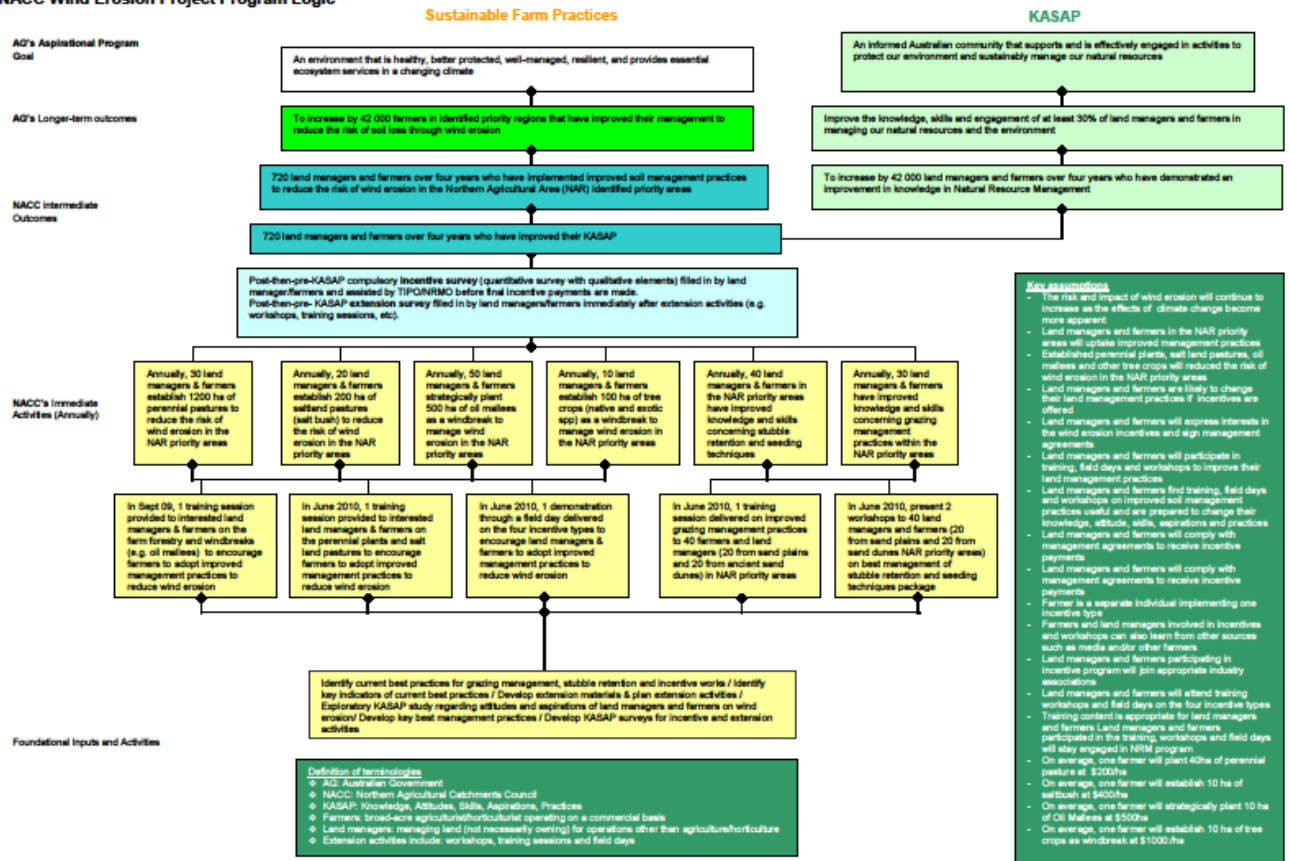 NACC Wind Erosion Project Program Logic
Sustainable Farm Practices
KASAP
AG's Aspirational Program
Goal
An environment that is healthy, better protected, well-managed, resilient, and provides essential
ecosystem services in a changing climate
An informed Australian community that supports and is effectively engaged in activities to
protect our environment and sustainably manage our natural resources
AG's Longer-term outcomes
To increase by 42 000 farmers in identified priority regions that have improved their management to
reduce the risk of soil loss through wind erosion
Improve the knowledge, skills and engagement of at least 30% of land managers and farmers in
managing our natural resources and the environment
720 land managers and farmers over four years who have implemented improved soil management practices
to reduce the risk of wind erosion in the Northern Agricultural Area (NAR) identified priority areas
To increase by 42 000 land managers and farmers over four years who have demonstrated an
improvement in knowledge in Natural Resource Management
NACC intermediate
Outcomes
720 land managers and farmers over four years who have improved their KASAP
Post-then-pre-KASAP compulsory incentive survey (quantitative survey with qualitative elements) filled in by land
manager/farmers and assisted by TIPO/NRMO before final incentive payments are made.
Post-then-pre- KASAP extension survey filled in by land managers/farmers immediately after extension activities (e.g.
workshops, training sessions, etc).
NACC's Immediate
Activities (Annually)
Annually, 30 land
managers & farmers
establish 1200 ha of
perennial pastures to
reduce the risk of
wind erosion in the
NAR priority areas
Annually, 20 land
managers & farmers
establish 200 ha of
saltland pastures
(salt bush) to reduce
the risk of wind
erosion in the NAR
priority areas
Annually, 50 land
managers & farmers
strategically plant
500 ha of oil mallees
as a windbreak to
manage wind
erosion in the NAR
priority areas
Annually, 10 land
managers & farmers
establish 100 ha of tree
crops (native and exotic
spp) as a windbreak to
manage wind erosion in
the NAR priority areas
Annually, 40 land
managers & farmers in
the NAR priority areas
have improved
knowledge and skills
concerning stubble
retention and seeding
techniques
Annually, 30 land
managers & farmers
have improved
knowledge and skills
concerning grazing
management
practices within the
NAR priority areas
In Sept 09, 1 training session
provided to interested land
managers & farmers on the
farm forestry and windbreaks
(e.g. oil mallees) to encourage
farmers to adopt improved
management practices to
reduce wind erosion
In June 2010, 1 training
session provided to interested
land managers & farmers on
the perennial plants and salt
land pastures to encourage
farmers to adopt improved
management practices to
reduce wind erosion
In June 2010, 1 demonstration
through a field day delivered
on the four incentive types to
encourage land managers &
farmers to adopt improved
management practices to
reduce wind erosion
In June 2010, 1 training
session delivered on improved
grazing management practices
to 40 farmers and land
managers (20 from sand plains
and 20 from ancient sand
dunes) in NAR priority areas
In June 2010, present 2
workshops to 40 land
managers and farmers (20
from sand plains and 20 from
sand dunes NAR priority areas)
on best management of
stubble retention and seeding
techniques package
Identify current best practices for grazing management, stubble retention and incentive works / Identify
key indicators of current best practices / Develop extension materials & plan extension activities /
Exploratory KASAP study regarding attitudes and aspirations of land managers and farmers on wind
erosion/ Develop key best management practices / Develop KASAP surveys for incentive and extension
activities
Foundational Inputs and Activities
Definition of terminologies
❖ AG: Australian Government
❖ NACC: Northern Agricultural Catchments Council
❖ KASAP: Knowledge, Attitudes, Skills, Aspirations, Practices
❖ Farmers: broad-acre agriculturist/horticulturist operating on a commercial basis
❖ Land managers: managing land (not necessarily owning) for operations other than agriculture/horticulture
❖ Extension activities include: workshops, training sessions and field days
Key assumptions
- The risk and impact of wind erosion will continue to
increase as the effects of climate change become
more apparent
- Land managers and farmers in the NAR priority
areas will uptake improved management practices
- Established perennial plants, salt land pastures, oil
mallees and other tree crops will reduced the risk of
wind erosion in the NAR priority areas
- Land managers and farmers are likely to change
their land management practices if incentives are
offered
- Land managers and farmers will express interests in
the wind erosion incentives and sign management
agreements
- Land managers and farmers will participate in
training, field days and workshops to improve their
land management practices
- Land managers and farmers find training, field days
and workshops on improved soil management
practices useful and are prepared to change their
knowledge, attitude, skills, aspirations and practices
- Land managers and farmers will comply with
management agreements to receive incentive
payments
- Land managers and farmers will comply with
management agreements to receive incentive
payments
- Farmer is a separate individual implementing one
incentive type
- Farmers and land managers involved in incentives
and workshops can also learn from other sources
such as media and/or other farmers
- Land managers and farmers participating in
incentive program will join appropriate industry
associations
- Land managers and farmers will attend training
workshops and field days on the four incentive types
- Training content is appropriate for land managers
and farmers Land managers and farmers
participated in the training, workshops and field days
will stay engaged in NRM program
- On average, one farmer will plant 40ha of perennial
pasture at $200/ha
- On average, one farmer will establish 10 ha of
saltbush at $400/ha
- On average, one farmer will strategically plant 10 ha
of Oil Mallees at $500ha
- On average, one farmer will establish 10 ha of tree
crops as windbreak at $1000:/ha